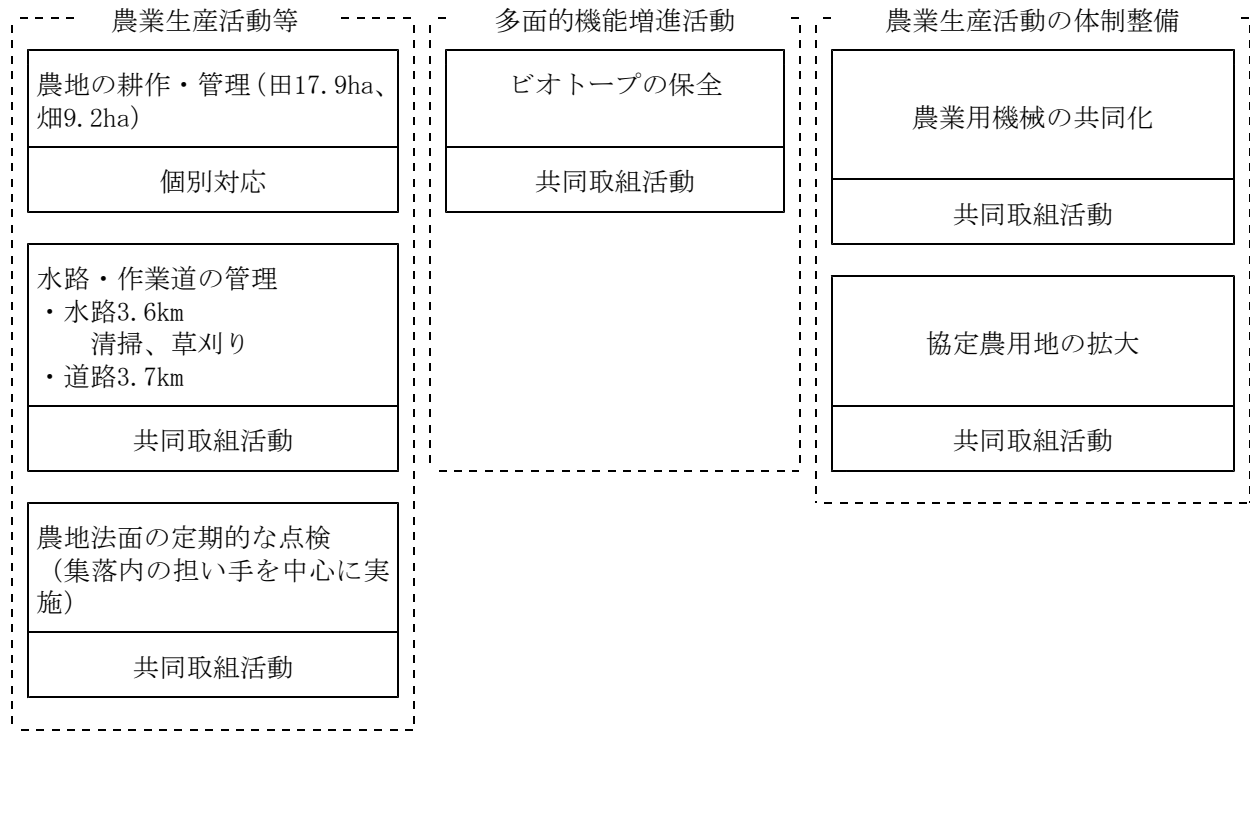 農業生産活動等
農地の耕作・管理(田17.9ha、
畑9.2ha)
個別対応
水路・作業道の管理
・水路3.6km
清掃、草刈り
・道路3.7km
共同取組活動
農地法面の定期的な点検
（集落内の担い手を中心に実
施）
共同取組活動
多面的機能増進活動
ビオトープの保全
共同取組活動
農業生産活動の体制整備
農業用機械の共同化
共同取組活動
協定農用地の拡大
共同取組活動